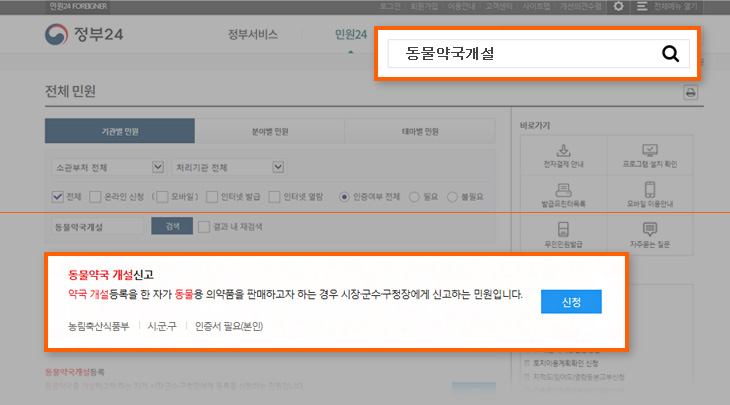 민원24 FOREIGNER
로그인 회원가입 이용안내 고객센터 사이트맵 개선의견수렴 전체메뉴 열기
정부24 정부서비스 민원24
동물약국개설
전체 민원
기관별 민원 분야별 민원 테마별 민원
소관부처 전체 처리기관 전체
전체 온라인 신청 ( 모바일 ) 인터넷 발급 인터넷 열람 인증여부 전체 필요 불필요
동물약국개설 검색 결과 내 재검색
바로가기
전자결제 안내 프로그램 설치 확인
발급프린터목록 모바일 이용안내
무인민원발급 자주묻는 질문
동물약국 개설신고
약국 개설등록을 한 자가 동물용 의약품을 판매하고자 하는 경우 시장·군수·구청장에게 신고하는 민원입니다.
신청
농림축산식품부 시.군.구 인증서 필요(본인)
동물약국개설등록
토지이용계획확인 신청